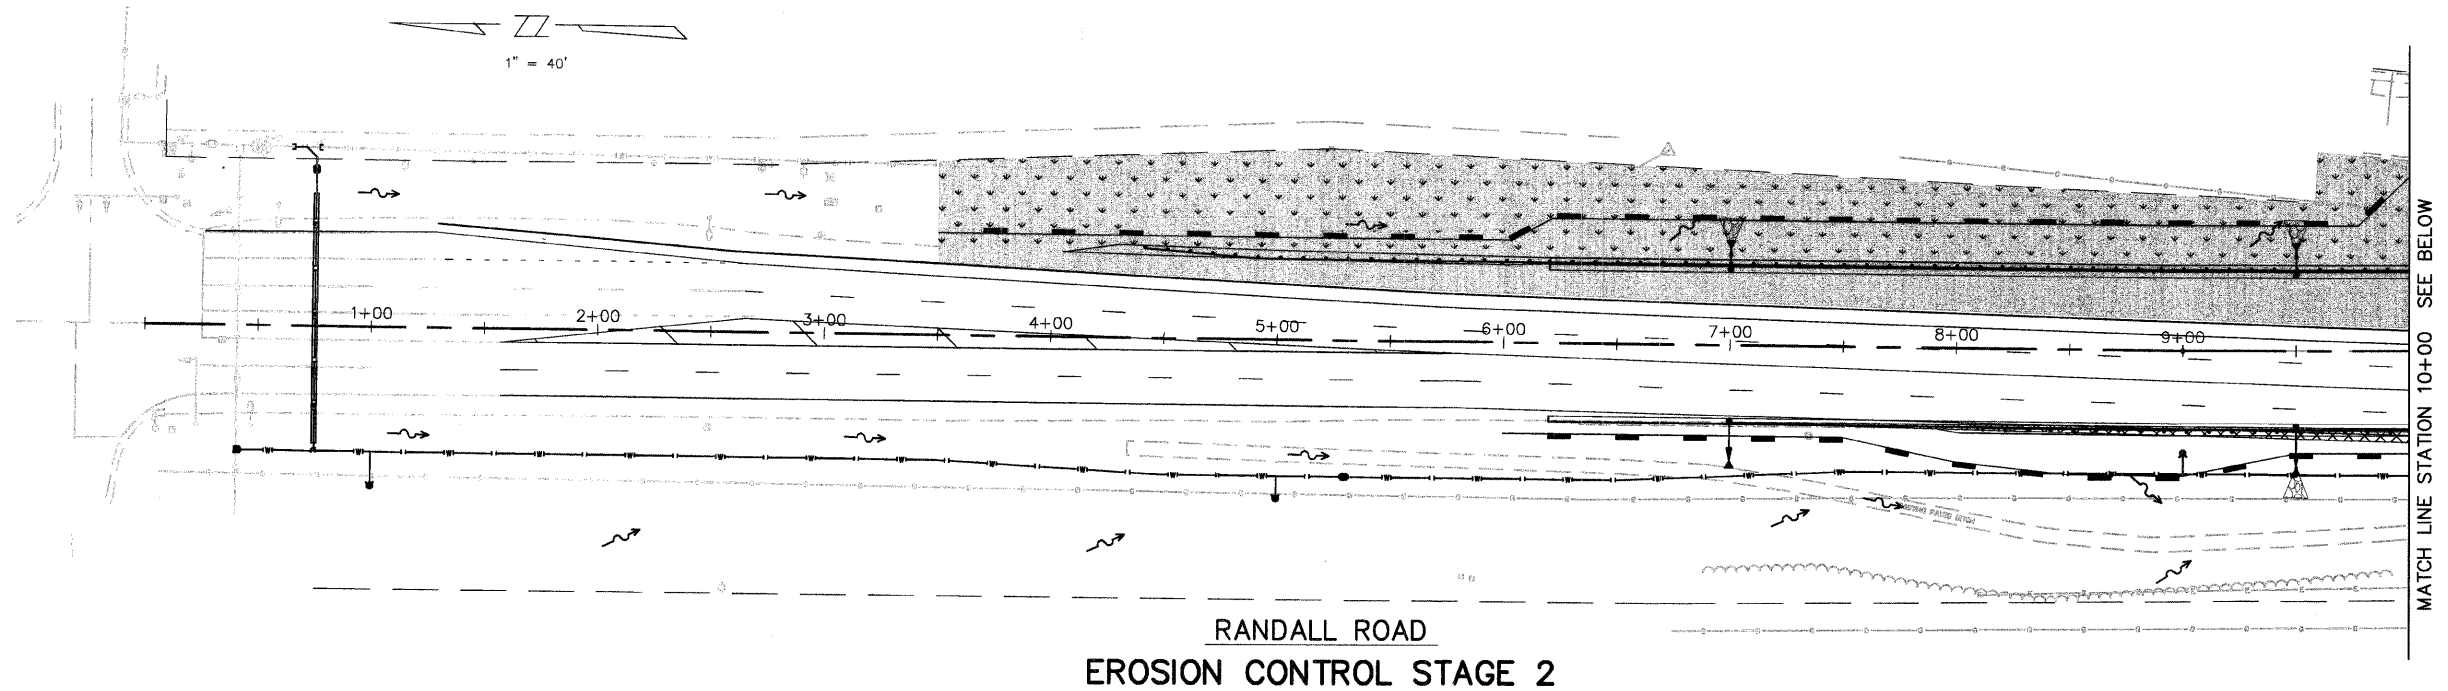 1" = 40'
1+00
2+00
3+00
4+00
5+00
6+00
7+00
8+00
9+00
MATCH LINE STATION 10+00 SEE BELOW
RANDALL ROAD
EROSION CONTROL STAGE 2